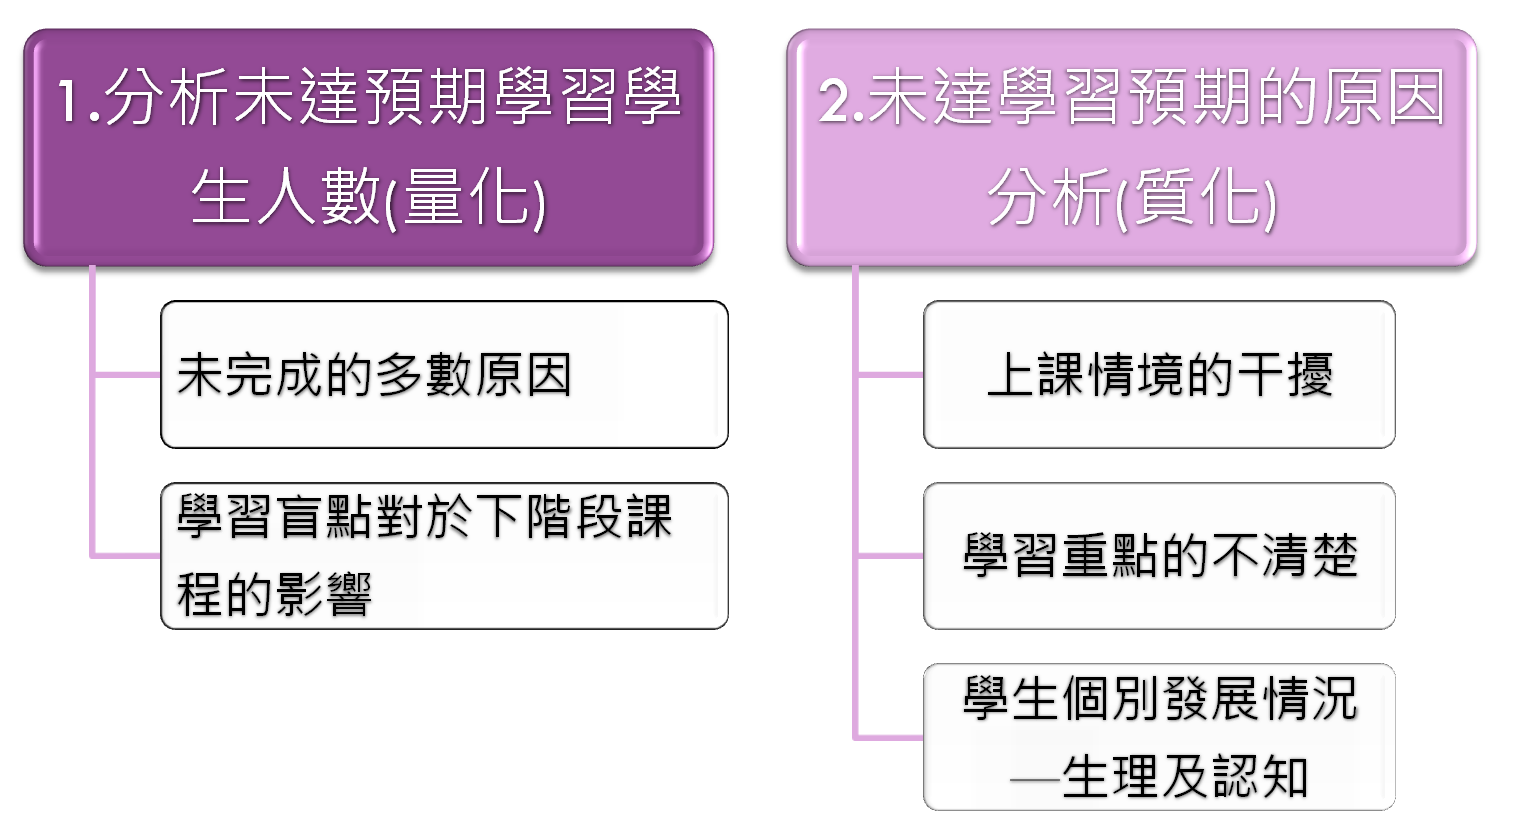 1.分析未達預期學習學
生人數(量化)
未完成的多數原因
學習盲點對於下階段課
程的影響
2.未達學習預期的原因
分析(質化)
上課情境的干擾
學習重點的不清楚
學生個別發展情況
—生理及認知